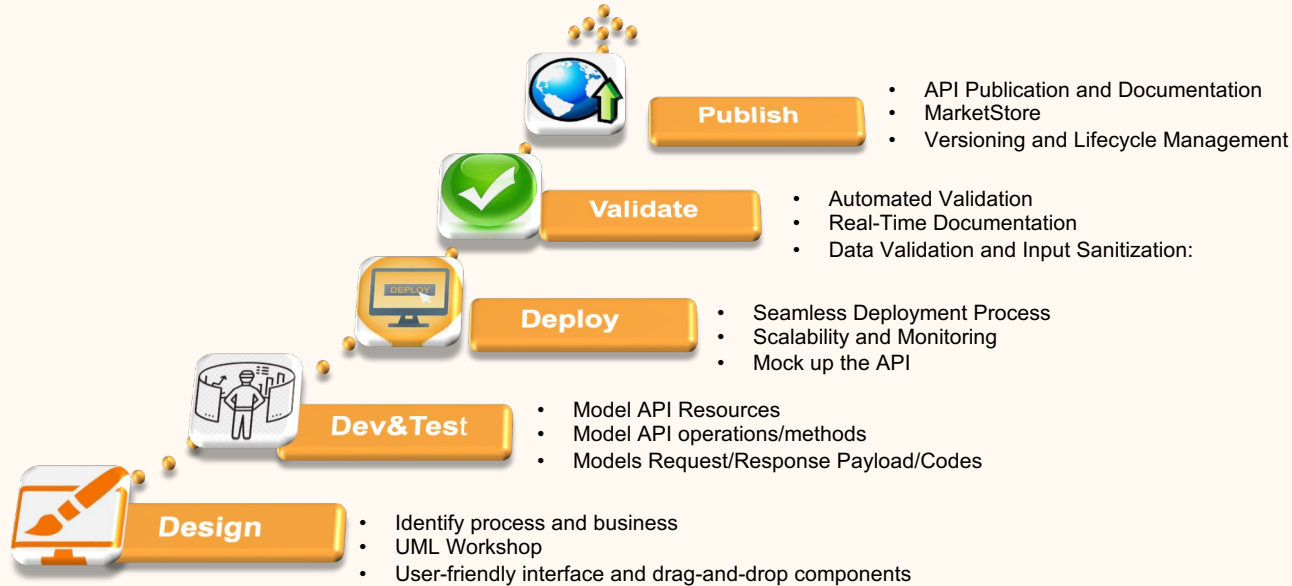 Publish
• API Publication and Documentation
• MarketStore
• Versioning and Lifecycle Management
Validate
• Automated Validation
• Real-Time Documentation
• Data Validation and Input Sanitization:
DEPLOY
Deploy
• Seamless Deployment Process
• Scalability and Monitoring
• Mock up the API
Dev&Test
• Model API Resources
• Model API operations/methods
• Models Request/Response Payload/Codes
Design
• Identify process and business
• UML Workshop
• User-friendly interface and drag-and-drop components